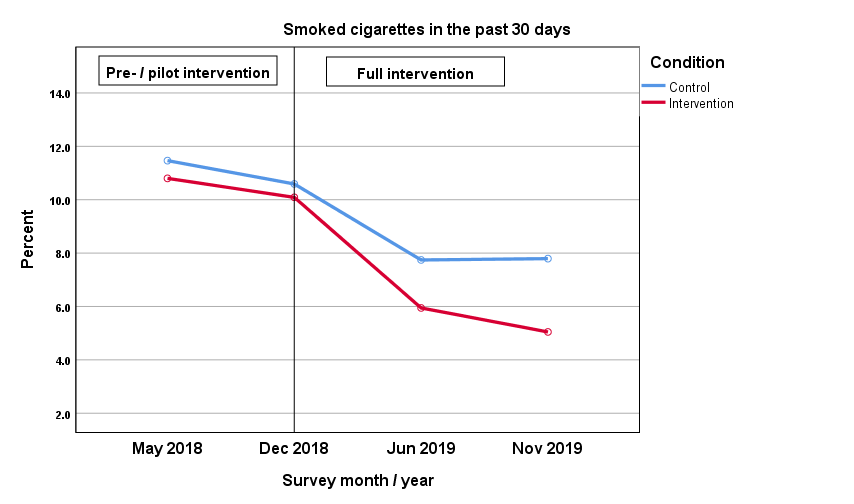 Smoked cigarettes in the past 30 days
Pre- / pilot intervention
Full intervention
Condition
Control
Intervention
14.0
12.0
10.0
8.0
6.0
4.0
2.0
Percent
May 2018
Dec 2018
Jun 2019
Nov 2019
Survey month / year